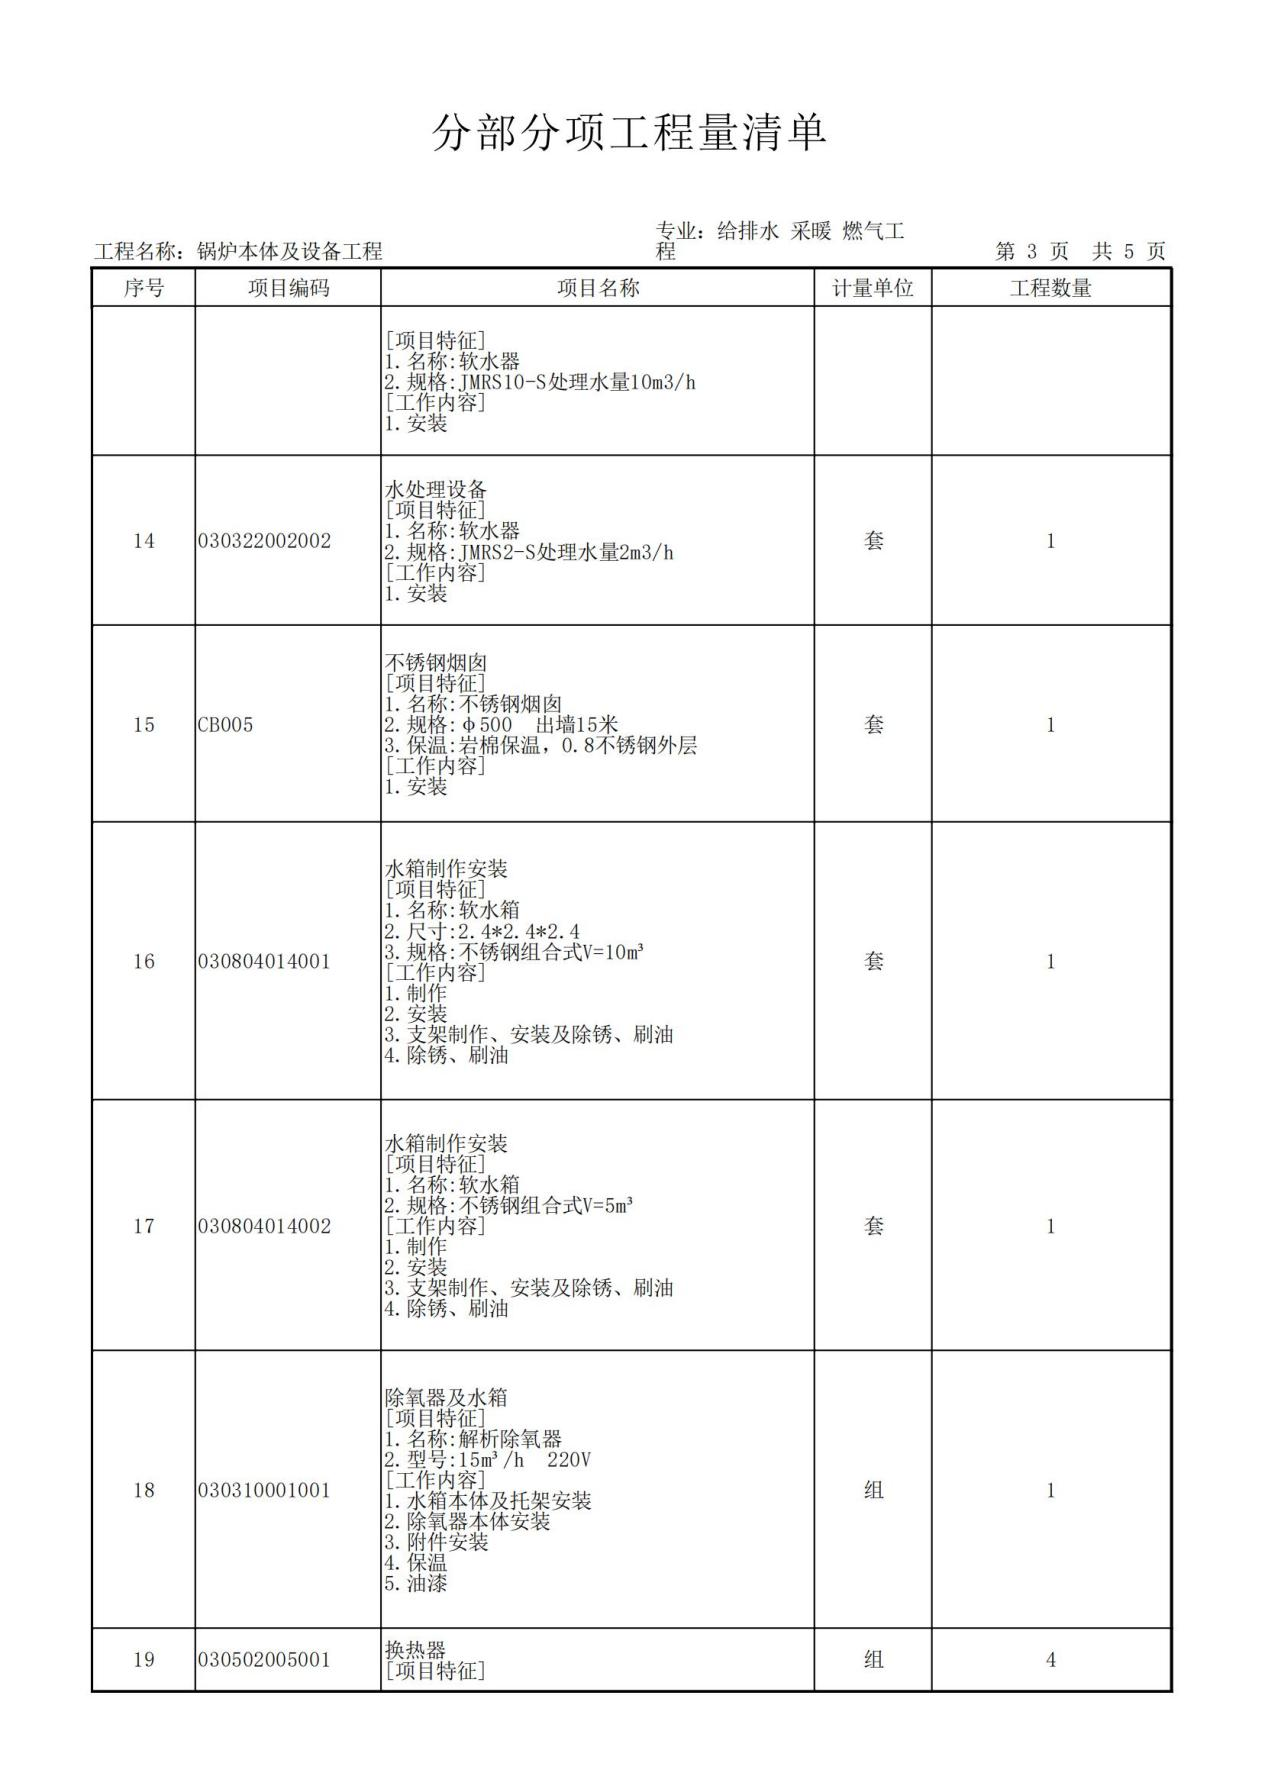 分部分项工程量清单
专业：给排水 采暖 燃气工
程
工程名称：锅炉本体及设备工程
第 3 页 共 5 页
序号 项目编码 项目名称 计量单位 工程数量
[项目特征]
1.名称:软水器
2.规格:JMRS10-S处理水量10m3/h
[工作内容]
1.安装
14 030322002002 套 1
水处理设备
[项目特征]
1.名称:软水器
2.规格:JMRS2-S处理水量2m3/h
[工作内容]
1.安装
15 CB005 套 1
不锈钢烟囱
[项目特征]
1.名称:不锈钢烟囱
2.规格:φ500 出墙15米
3.保温:岩棉保温，0.8不锈钢外层
[工作内容]
1.安装
16 030804014001 套 1
水箱制作安装
[项目特征]
1.名称:软水箱
2.尺寸:2.4*2.4*2.4
3.规格:不锈钢组合式V=10m³
[工作内容]
1.制作
2.安装
3.支架制作、安装及除锈、刷油
4.除锈、刷油
17 030804014002 套 1
水箱制作安装
[项目特征]
1.名称:软水箱
2.规格:不锈钢组合式V=5m³
[工作内容]
1.制作
2.安装
3.支架制作、安装及除锈、刷油
4.除锈、刷油
18 030310001001 组 1
除氧器及水箱
[项目特征]
1.名称:解析除氧器
2.型号:15m³/h 220V
[工作内容]
1.水箱本体及托架安装
2.除氧器本体安装
3.附件安装
4.保温
5.油漆
19 030502005001 组 4
换热器
[项目特征]